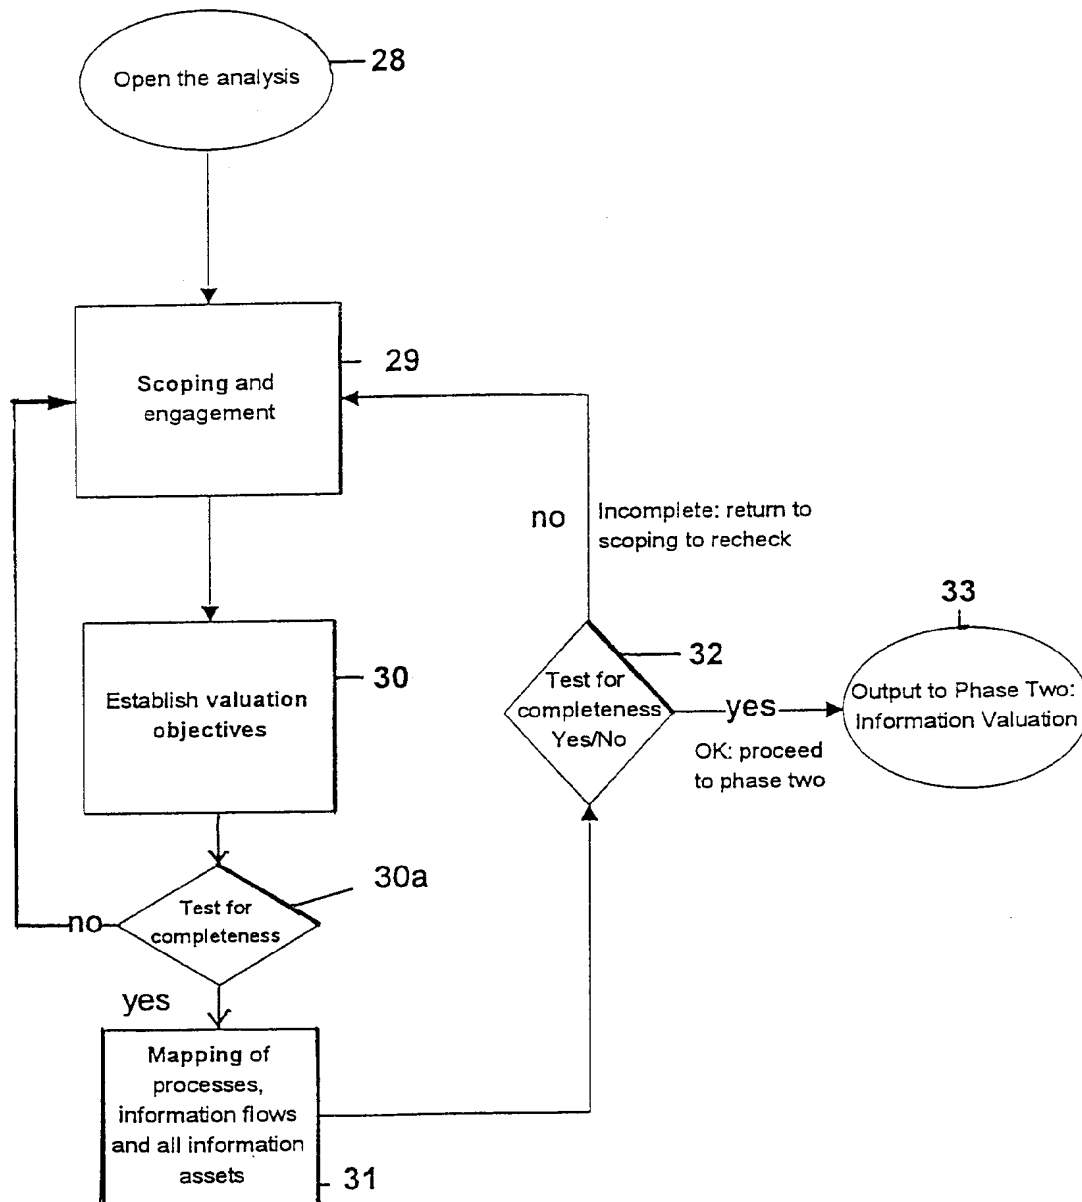 Open the analysis
28
Scoping and
engagement
29
no
Incomplete: return to
scoping to recheck
Establish valuation
objectives
30
Test for
completeness
Yes/No
32
yes
OK: proceed
to phase two
33
Output to Phase Two:
Information Valuation
Test for
completeness
30a
no
yes
Mapping of
processes,
information flows
and all information
assets
31